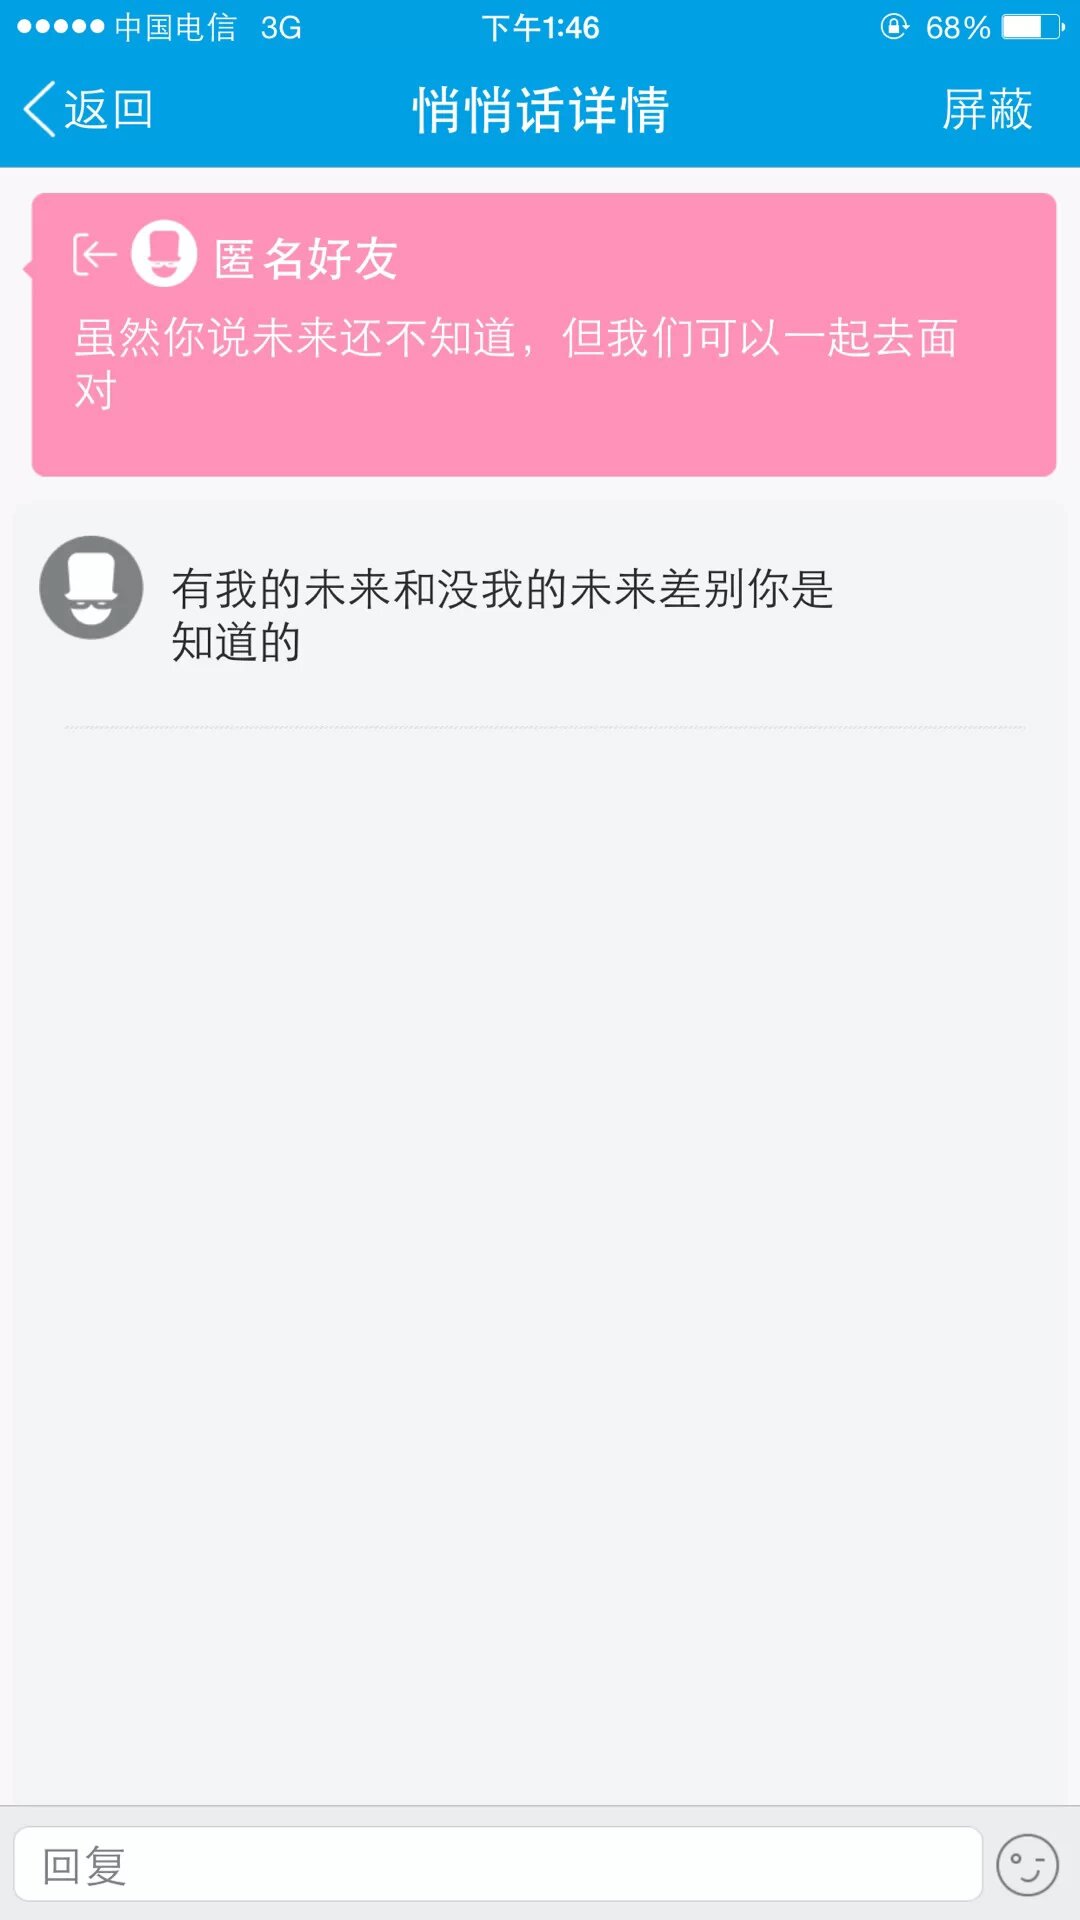 中国电信 3G 下午1:46 68%
返回 悄悄话详情 屏蔽
匿名好友
虽然你说未来还不知道，但我们可以一起去面
对
有我的未来和没我的未来差别你是
知道的
回复